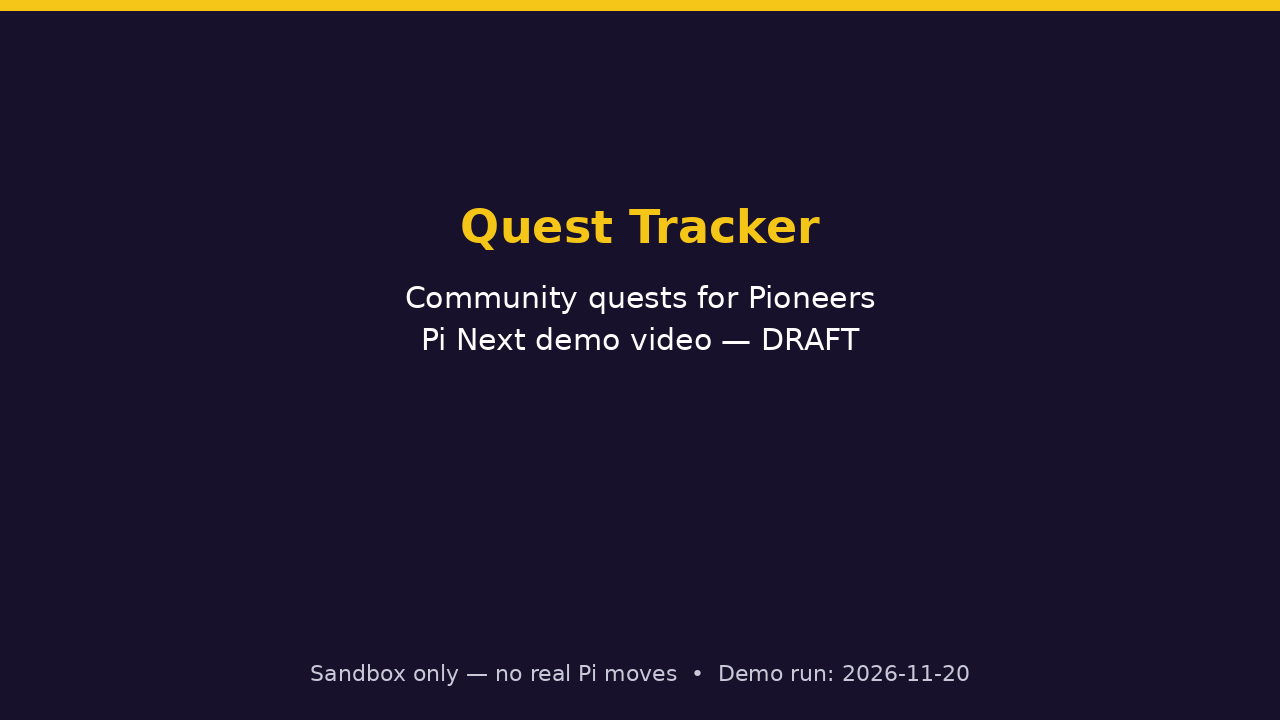 Quest Tracker
Community quests for Pioneers
Pi Next demo video — DRAFT
Sandbox only — no real Pi moves • Demo run: 2026-11-20